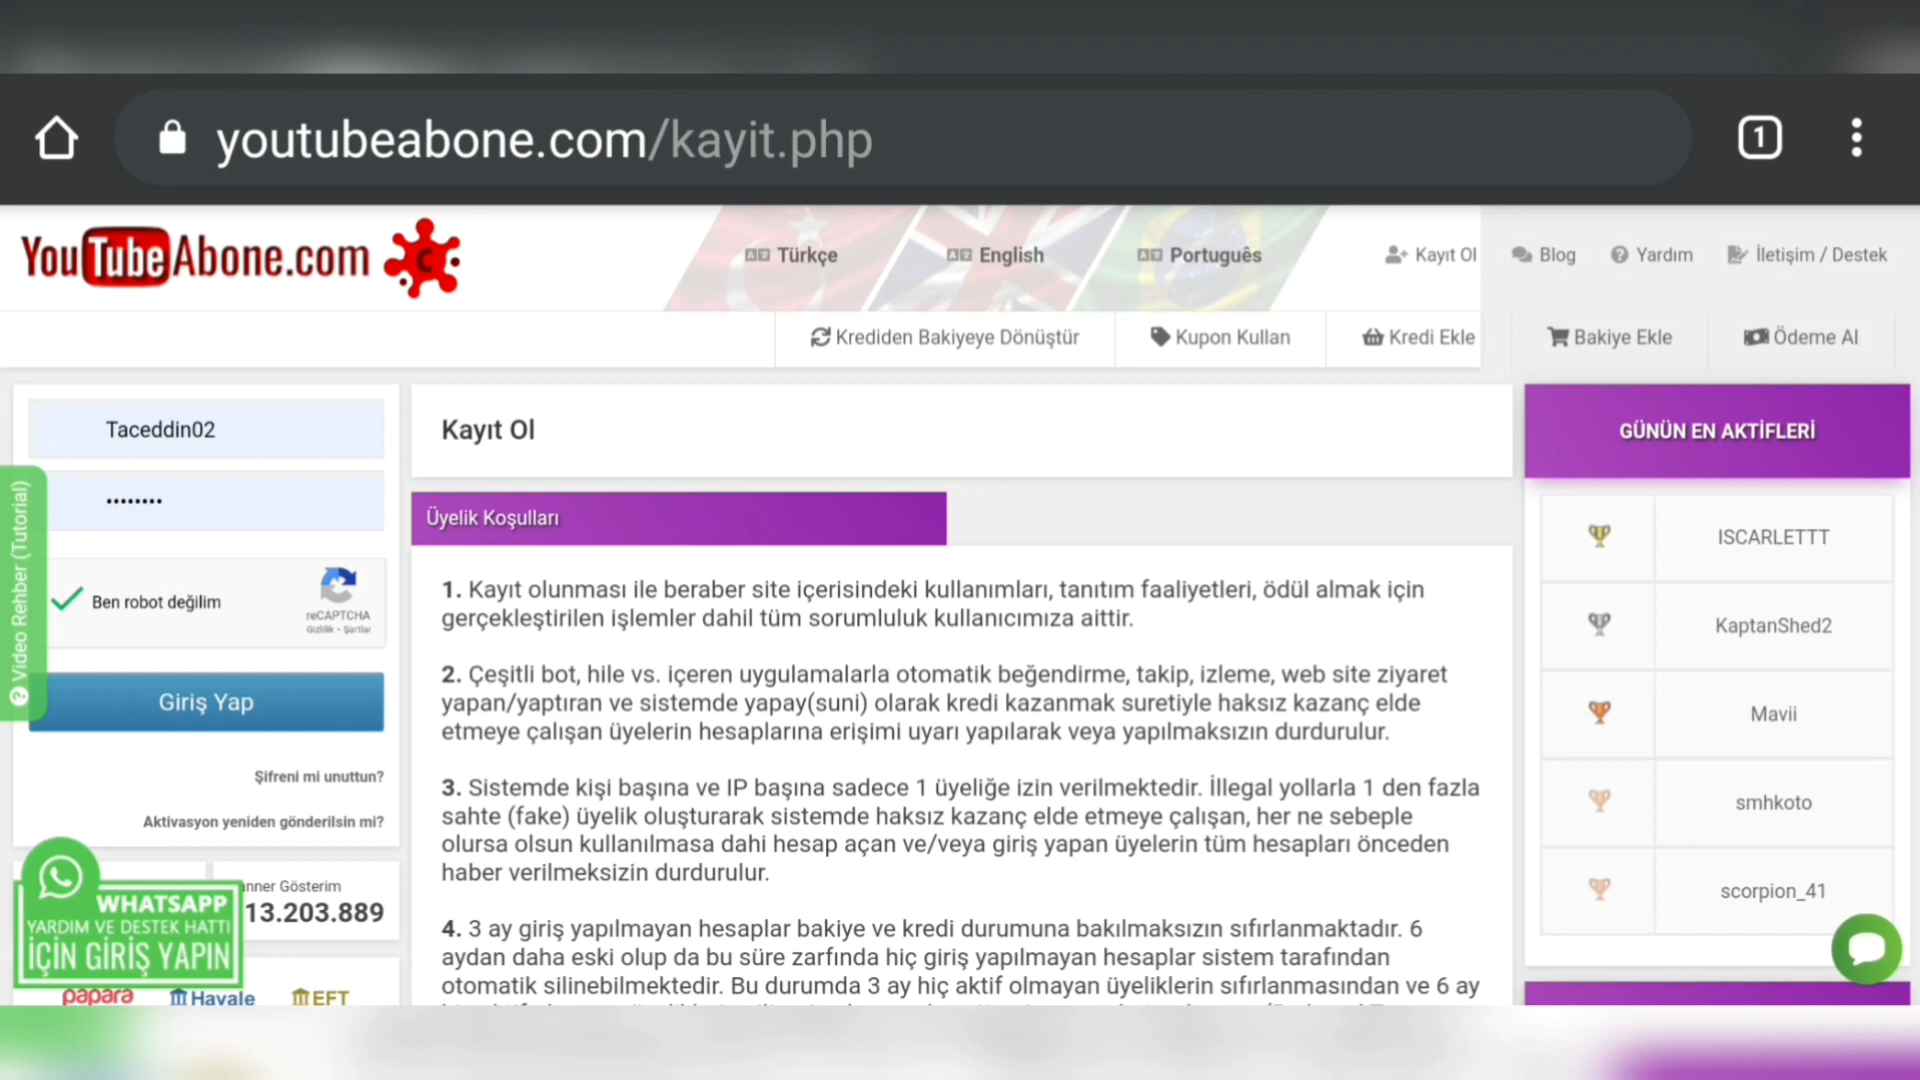 youtubeabone.com/kayit.php
1
YouTubeAbone.com
Türkçe
English
Português
Kayıt Ol
Blog
Yardım
İletişim / Destek
Krediden Bakiyeye Dönüştür
Kupon Kullan
Kredi Ekle
Bakiye Ekle
Ödeme Al
Taceddin02
••••••••
Video Rehber (Tutorial)
Ben robot değilim
reCAPTCHA
Gizlilik - Şartlar
Giriş Yap
Şifreni mi unuttun?
Aktivasyon yeniden gönderilsin mi?
anner Gösterim
13.203.889
WHATSAPP
YARDIM VE DESTEK HATTI
İÇİN GİRİŞ YAPIN
papara
Havale
EFT
Kayıt Ol
Üyelik Koşulları
1. Kayıt olunması ile beraber site içerisindeki kullanımları, tanıtım faaliyetleri, ödül almak için
gerçekleştirilen işlemler dahil tüm sorumluluk kullanıcımıza aittir.
2. Çeşitli bot, hile vs. içeren uygulamalarla otomatik beğendirme, takip, izleme, web site ziyaret
yapan/yaptıran ve sistemde yapay(suni) olarak kredi kazanmak suretiyle haksız kazanç elde
etmeye çalışan üyelerin hesaplarına erişimi uyarı yapılarak veya yapılmaksızın durdurulur.
3. Sistemde kişi başına ve IP başına sadece 1 üyeliğe izin verilmektedir. İllegal yollarla 1 den fazla
sahte (fake) üyelik oluşturarak sistemde haksız kazanç elde etmeye çalışan, her ne sebeple
olursa olsun kullanılmasa dahi hesap açan ve/veya giriş yapan üyelerin tüm hesapları önceden
haber verilmeksizin durdurulur.
4. 3 ay giriş yapılmayan hesaplar bakiye ve kredi durumuna bakılmaksızın sıfırlanmaktadır. 6
aydan daha eski olup da bu süre zarfında hiç giriş yapılmayan hesaplar sistem tarafından
otomatik silinebilmektedir. Bu durumda 3 ay hiç aktif olmayan üyeliklerin sıfırlanmasından ve 6 ay
GÜNÜN EN AKTİFLERİ
ISCARLETTT
KaptanShed2
Mavii
smhkoto
scorpion_41